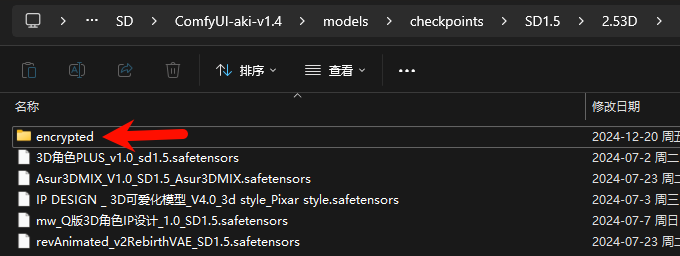 SD ComfyUI-aki-v1.4 models checkpoints SD1.5 2.53D
排序 查看
名称 修改日期
encrypted 2024-12-20 周五
3D角色PLUS_v1.0_sd1.5.safetensors 2024-07-2 周二
Asur3DMIX_V1.0_SD1.5_Asur3DMIX.safetensors 2024-07-23 周二
IP DESIGN _ 3D可爱化模型_V4.0_3d style_Pixar style.safetensors 2024-07-3 周三
mw_Q版3D角色IP设计_1.0_SD1.5.safetensors 2024-07-7 周日
revAnimated_v2RebirthVAE_SD1.5.safetensors 2024-07-23 周二